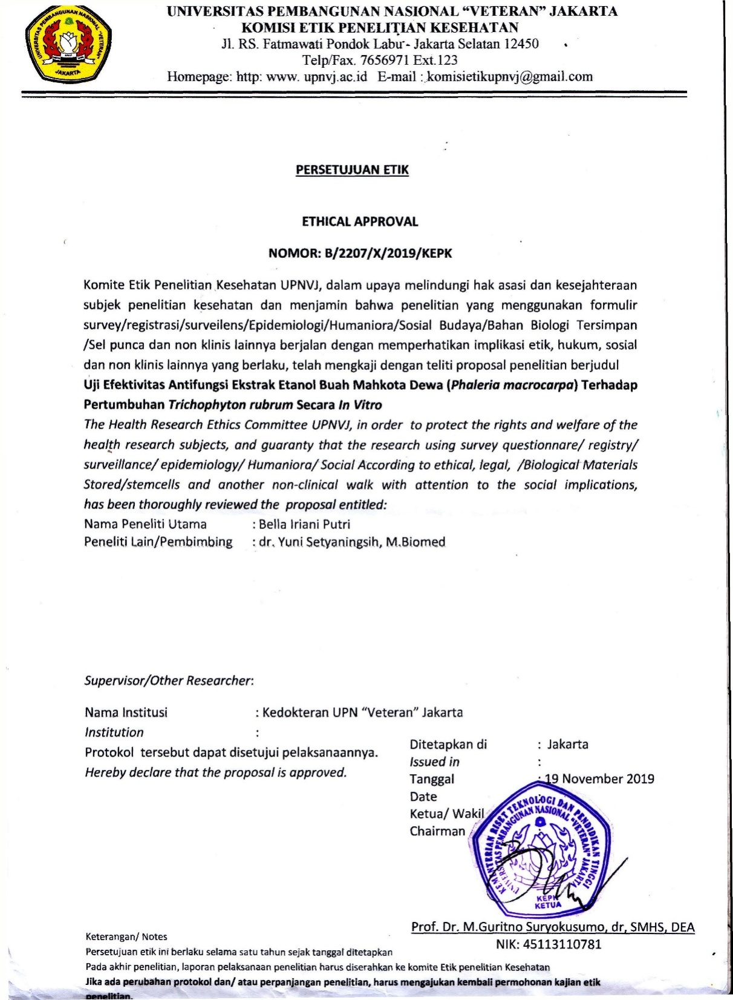 UNIVERSITAS PEMBANGUNAN NASIONAL “VETERAN” JAKARTA
KOMISI ETIK PENELITIAN KESEHATAN
Jl. RS. Fatmawati Pondok Labu - Jakarta Selatan 12450
Telp/Fax. 7656971 Ext.123
Homepage: http: www. upnvj.ac.id E-mail : komisietikupnvj@gmail.com
UNIVERSITAS PEMBANGUNAN NASIONAL "VETERAN"
JAKARTA
PERSETUJUAN ETIK
ETHICAL APPROVAL
NOMOR: B/2207/X/2019/KEPK
Komite Etik Penelitian Kesehatan UPNVJ, dalam upaya melindungi hak asasi dan kesejahteraan
subjek penelitian kesehatan dan menjamin bahwa penelitian yang menggunakan formulir
survey/registrasi/surveilens/Epidemiologi/Humaniora/Sosial Budaya/Bahan Biologi Tersimpan
/Sel punca dan non klinis lainnya berjalan dengan memperhatikan implikasi etik, hukum, sosial
dan non klinis lainnya yang berlaku, telah mengkaji dengan teliti proposal penelitian berjudul
Uji Efektivitas Antifungsi Ekstrak Etanol Buah Mahkota Dewa (Phaleria macrocarpa) Terhadap
Pertumbuhan Trichophyton rubrum Secara In Vitro
The Health Research Ethics Committee UPNVJ, in order to protect the rights and welfare of the
health research subjects, and guaranty that the research using survey questionnare/ registry/
surveillance/ epidemiology/ Humaniora/ Social According to ethical, legal, /Biological Materials
Stored/stemcells and another non-clinical walk with attention to the social implications,
has been thoroughly reviewed the proposal entitled:
Nama Peneliti Utama : Bella Iriani Putri
Peneliti Lain/Pembimbing : dr. Yuni Setyaningsih, M.Biomed
Supervisor/Other Researcher:
Nama Institusi : Kedokteran UPN “Veteran” Jakarta
Institution :
Protokol tersebut dapat disetujui pelaksanaannya.
Hereby declare that the proposal is approved.
Ditetapkan di : Jakarta
Issued in :
Tanggal : 19 November 2019
Date
Ketua/ Wakil
Chairman
KEMENTERIAN RISET TEKNOLOGI DAN PENDIDIKAN TINGGI
UNIVERSITAS PEMBANGUNAN NASIONAL "VETERAN" JAKARTA
KEPK
KETUA
Prof. Dr. M.Guritno Suryokusumo, dr, SMHS, DEA
NIK: 45113110781
Keterangan/ Notes
Persetujuan etik ini berlaku selama satu tahun sejak tanggal ditetapkan
Pada akhir penelitian, laporan pelaksanaan penelitian harus diserahkan ke komite Etik penelitian Kesehatan
Jika ada perubahan protokol dan/ atau perpanjangan penelitian, harus mengajukan kembali permohonan kajian etik
penelitian.